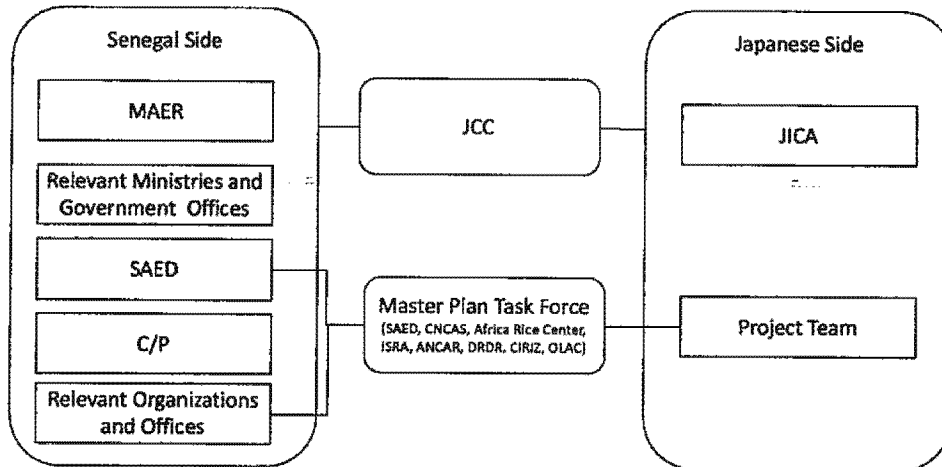 Senegal Side
MAER
Relevant Ministries and
Government Offices
SAED
C/P
Relevant Organizations
and Offices
JCC
Master Plan Task Force
(SAED, CNCAS, Africa Rice Center,
ISRA, ANCAR, DRDR, CIRIZ, OLAC)
Japanese Side
JICA
Project Team